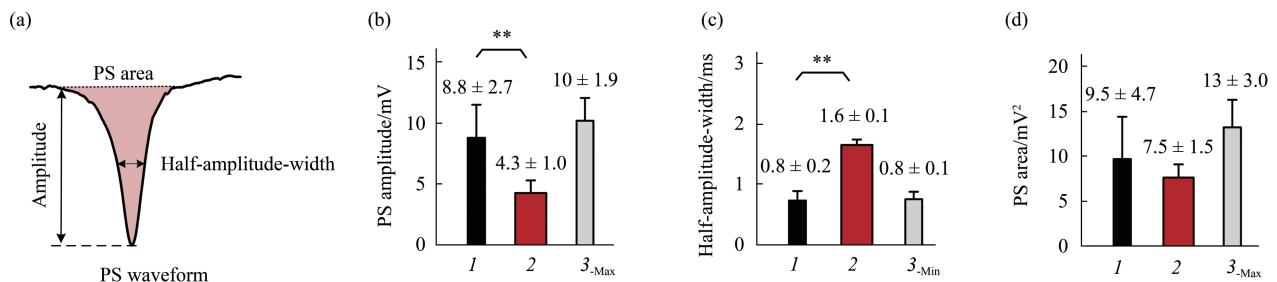 (a)
PS area
Amplitude
Half-amplitude-width
PS waveform
(b)
**
PS amplitude/mV
15
10
5
0
8.8 ± 2.7
4.3 ± 1.0
10 ± 1.9
1 2 3-Max
(c)
**
Half-amplitude-width/ms
3
2
1
0
0.8 ± 0.2
1.6 ± 0.1
0.8 ± 0.1
1 2 3-Min
(d)
PS area/mV²
20
15
10
5
0
9.5 ± 4.7
7.5 ± 1.5
13 ± 3.0
1 2 3-Max